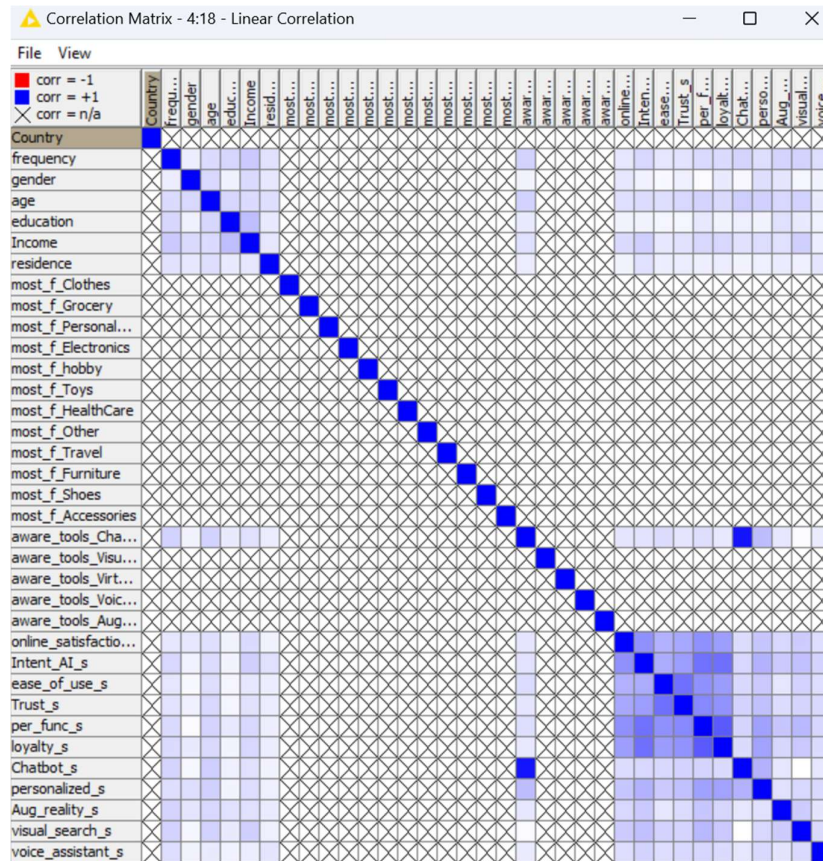 Correlation Matrix - 4:18 - Linear Correlation
File View
corr = -1
corr = +1
corr = n/a
Country
frequ...
gender
age
educ...
Income
resid...
most...
most...
most...
most...
most...
most...
most...
most...
most...
most...
most...
most...
awar...
awar...
awar...
awar...
awar...
online...
Inten...
ease...
Trust_s
per_f...
loyalt...
Chat...
perso...
Aug_...
visual...
voice
Country
frequency
gender
age
education
Income
residence
most_f_Clothes
most_f_Grocery
most_f_Personal...
most_f_Electronics
most_f_hobby
most_f_Toys
most_f_HealthCare
most_f_Other
most_f_Travel
most_f_Furniture
most_f_Shoes
most_f_Accessories
aware_tools_Cha...
aware_tools_Visu...
aware_tools_Virt...
aware_tools_Voic...
aware_tools_Aug...
online_satisfactio...
Intent_AI_s
ease_of_use_s
Trust_s
per_func_s
loyalty_s
Chatbot_s
personalized_s
Aug_reality_s
visual_search_s
voice_assistant_s